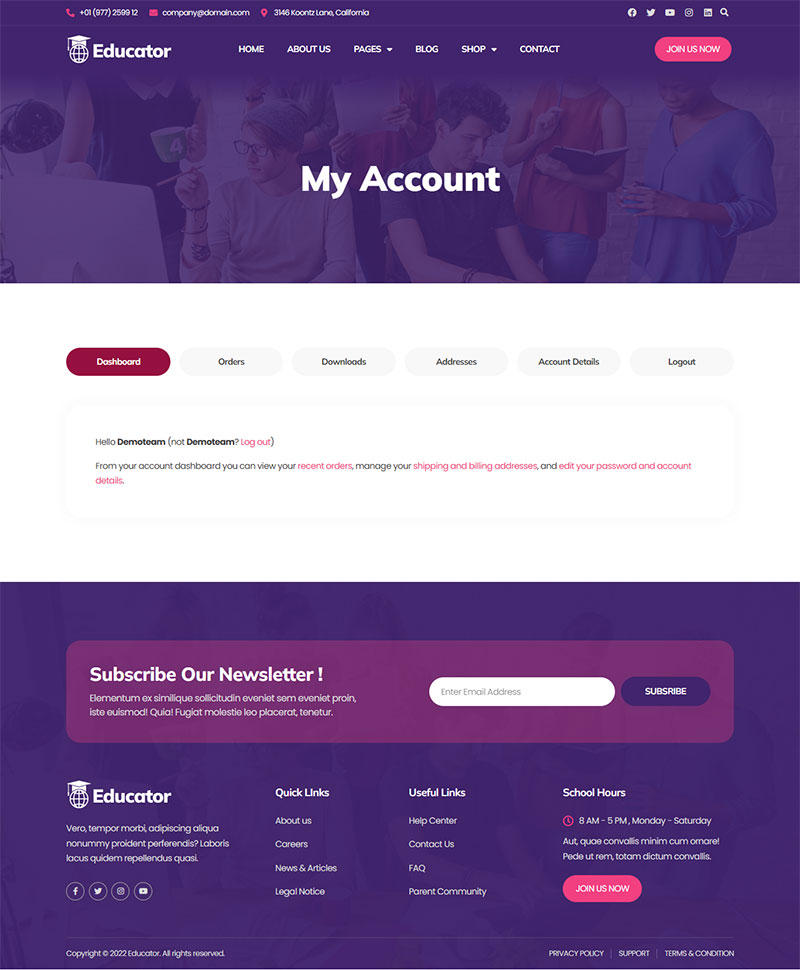 +01 (977) 2599 12 company@domain.com 3146 Koontz Lane, California
Educator HOME ABOUT US PAGES BLOG SHOP CONTACT JOIN US NOW
4
My Account
Dashboard Orders Downloads Addresses Account Details Logout
Hello Demoteam (not Demoteam? Log out)
From your account dashboard you can view your recent orders, manage your shipping and billing addresses, and edit your password and account
details.
Subscribe Our Newsletter !
Elementum ex similique sollicitudin eveniet sem eveniet proin,
iste euismod! Quia! Fugiat molestie leo placerat, tenetur.
Enter Email Address SUBSRIBE
Educator
Vero, tempor morbi, adipiscing aliqua
nonummy proident perferendis? Laboris
lacus quidem repellendus quasi.
Quick LInks
About us
Careers
News & Articles
Legal Notice
Useful Links
Help Center
Contact Us
FAQ
Parent Community
School Hours
8 AM - 5 PM , Monday - Saturday
Aut, quae convallis minim cum ornare!
Pede ut rem, totam dictum convallis.
JOIN US NOW
Copyright © 2022 Educator. All rights reserved. PRIVACY POLICY SUPPORT TERMS & CONDITION